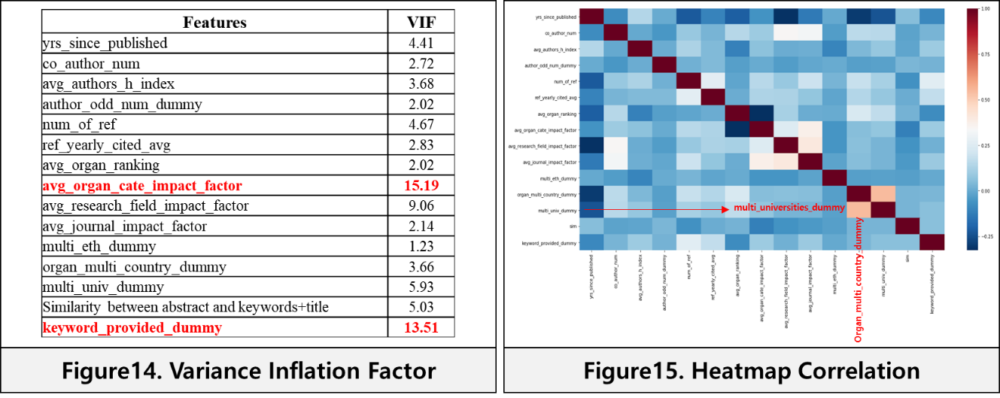 Features VIF
yrs_since_published 4.41
co_author_num 2.72
avg_authors_h_index 3.68
author_odd_num_dummy 2.02
num_of_ref 4.67
ref_yearly_cited_avg 2.83
avg_organ_ranking 2.02
avg_organ_cate_impact_factor 15.19
avg_research_field_impact_factor 9.06
avg_journal_impact_factor 2.14
multi_eth_dummy 1.23
organ_multi_country_dummy 3.66
multi_univ_dummy 5.93
Similarity between abstract and keywords+title 5.03
keyword_provided_dummy 13.51
Figure14. Variance Inflation Factor
yrs_since_published
co_author_num
avg_authors_h_index
author_odd_num_dummy
num_of_ref
ref_yearly_cited_avg
avg_organ_ranking
avg_organ_cate_impact_factor
avg_research_field_impact_factor
avg_journal_impact_factor
multi_eth_dummy
organ_multi_country_dummy
multi_univ_dummy
sim
keyword_provided_dummy
multi_universities_dummy
Organ_multi_country_dummy
yrs_since_published
co_author_num
avg_authors_h_index
author_odd_num_dummy
num_of_ref
ref_yearly_cited_avg
avg_organ_ranking
avg_organ_cate_impact_factor
avg_research_field_impact_factor
avg_journal_impact_factor
multi_eth_dummy
multi_univ_dummy
sim
keyword_provided_dummy
1.00
0.75
0.50
0.25
0.00
−0.25
Figure15. Heatmap Correlation